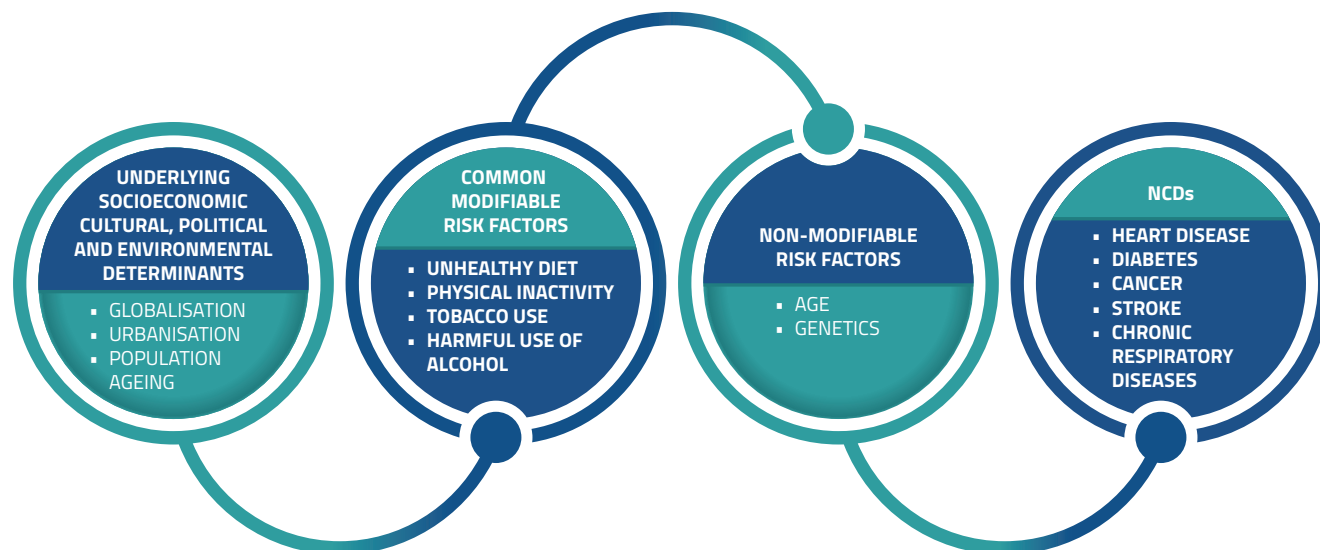 UNDERLYING
SOCIOECONOMIC
CULTURAL, POLITICAL
AND ENVIRONMENTAL
DETERMINANTS
▪ GLOBALISATION
▪ URBANISATION
▪ POPULATION
AGEING
COMMON
MODIFIABLE
RISK FACTORS
▪ UNHEALTHY DIET
▪ PHYSICAL INACTIVITY
▪ TOBACCO USE
▪ HARMFUL USE OF
ALCOHOL
NON-MODIFIABLE
RISK FACTORS
▪ AGE
▪ GENETICS
NCDs
▪ HEART DISEASE
▪ DIABETES
▪ CANCER
▪ STROKE
▪ CHRONIC
RESPIRATORY
DISEASES